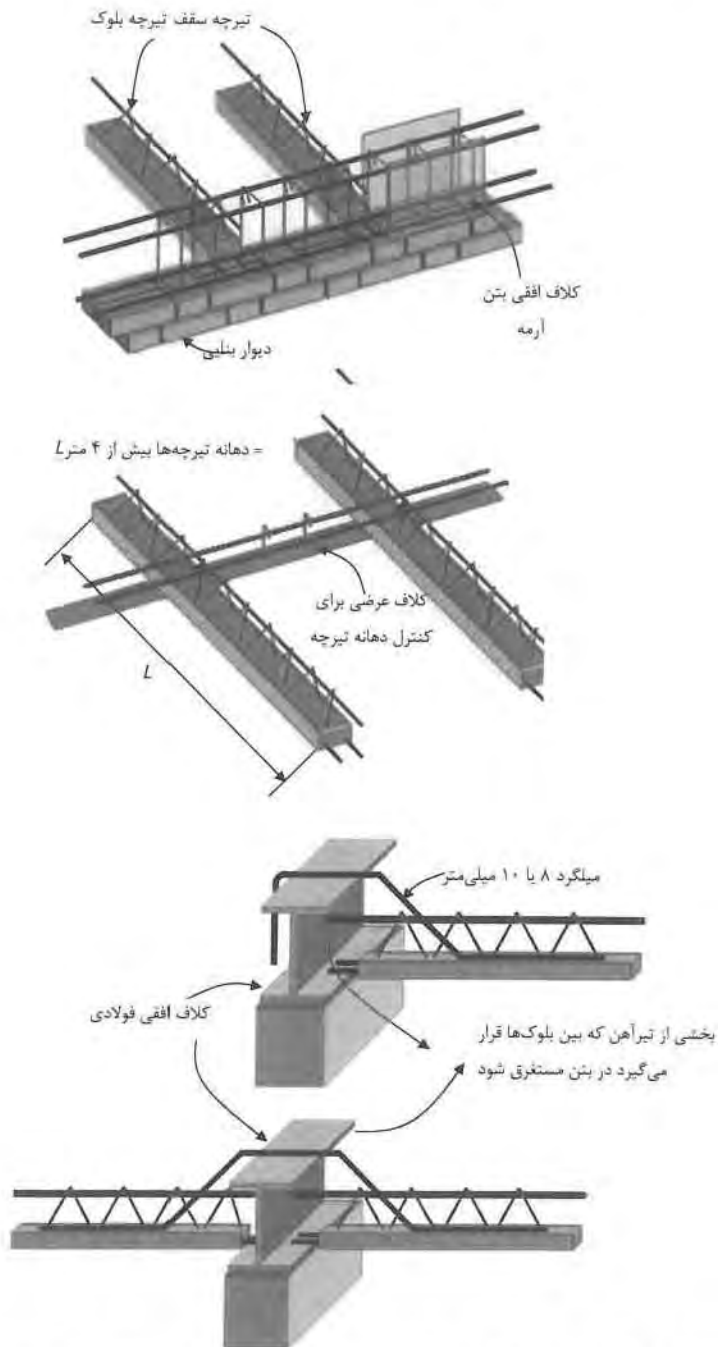 تیرچه سقف تیرچه بلوک
کلاف افقی بتن
آرمه
دیوار بنایی
= دهانه تیرچه‌ها بیش از ۴ مترL
کلاف عرضی برای
کنترل دهانه تیرچه
L
میلگرد ۸ یا ۱۰ میلی‌متر
کلاف افقی فولادی
بخشی از تیرآهن که بین بلوک‌ها قرار
می‌گیرد در بتن مستغرق شود